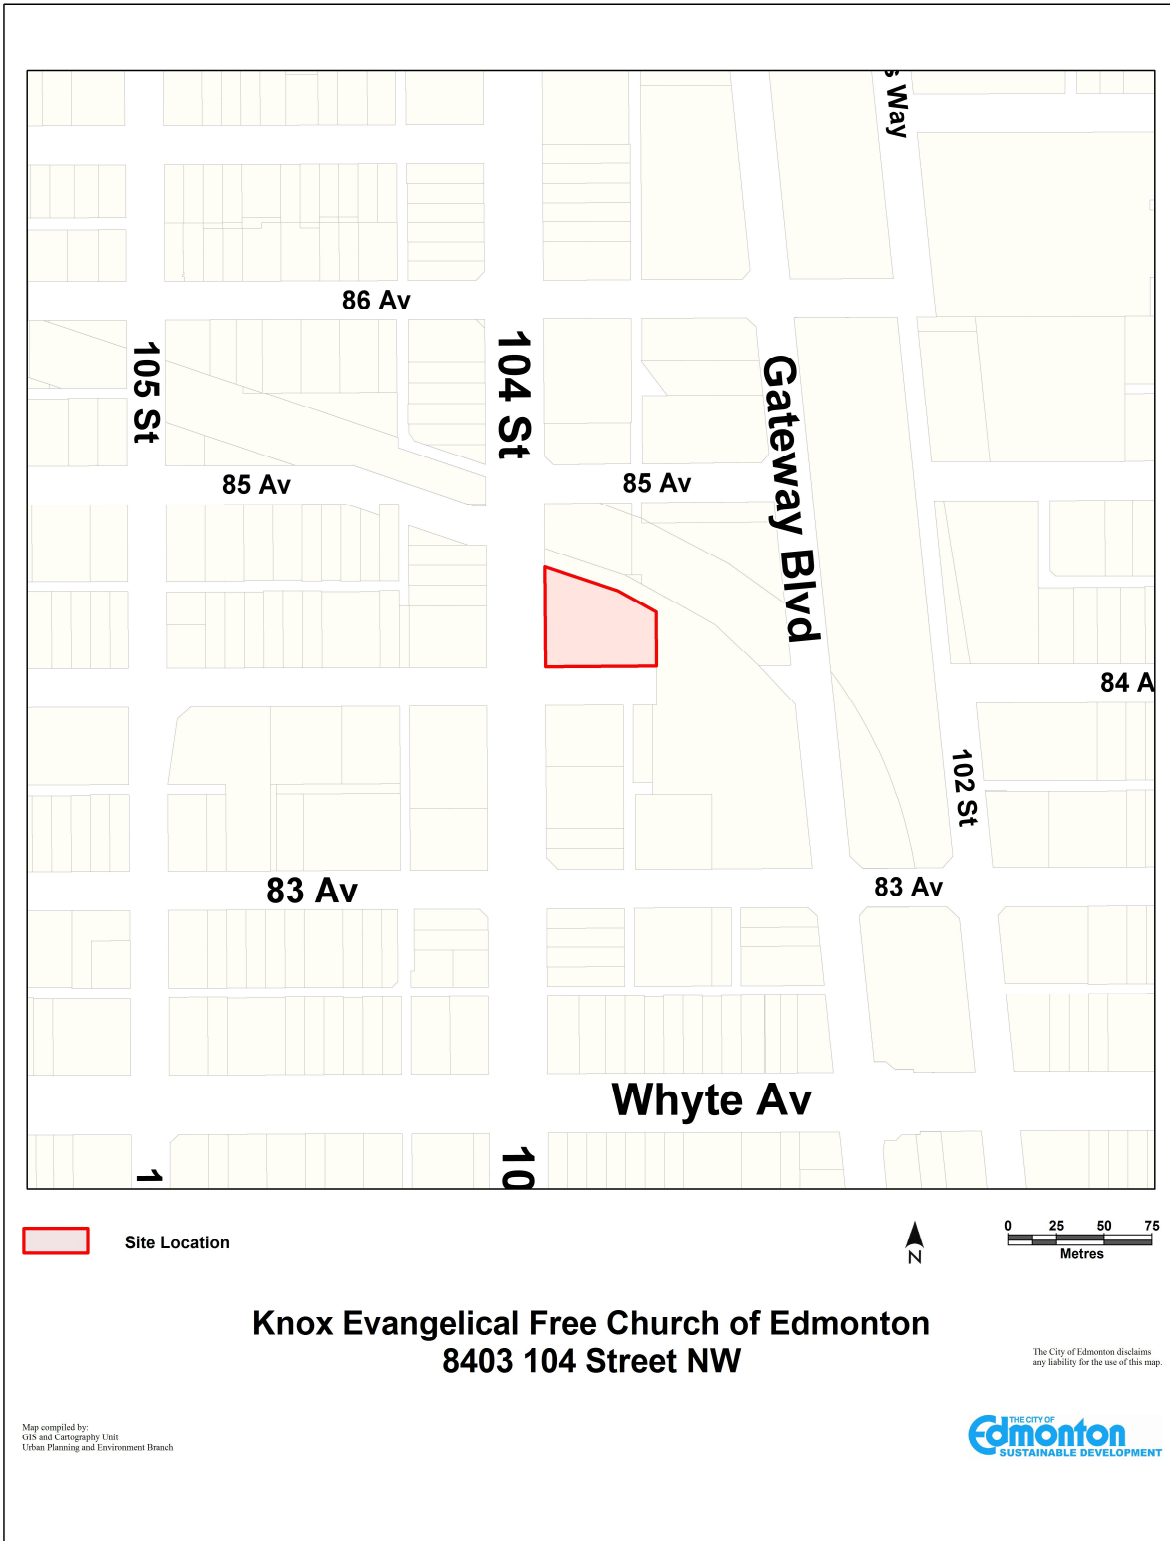 s Way
86 Av
105 St
104 St
Gateway Blvd
85 Av
85 Av
84 A
102 St
83 Av
83 Av
Whyte Av
1
10
Site Location
N
0 25 50 75
Metres
Knox Evangelical Free Church of Edmonton
8403 104 Street NW
The City of Edmonton disclaims
any liability for the use of this map.
Map compiled by:
GIS and Cartography Unit
Urban Planning and Environment Branch
THE CITY OF
Edmonton
SUSTAINABLE DEVELOPMENT